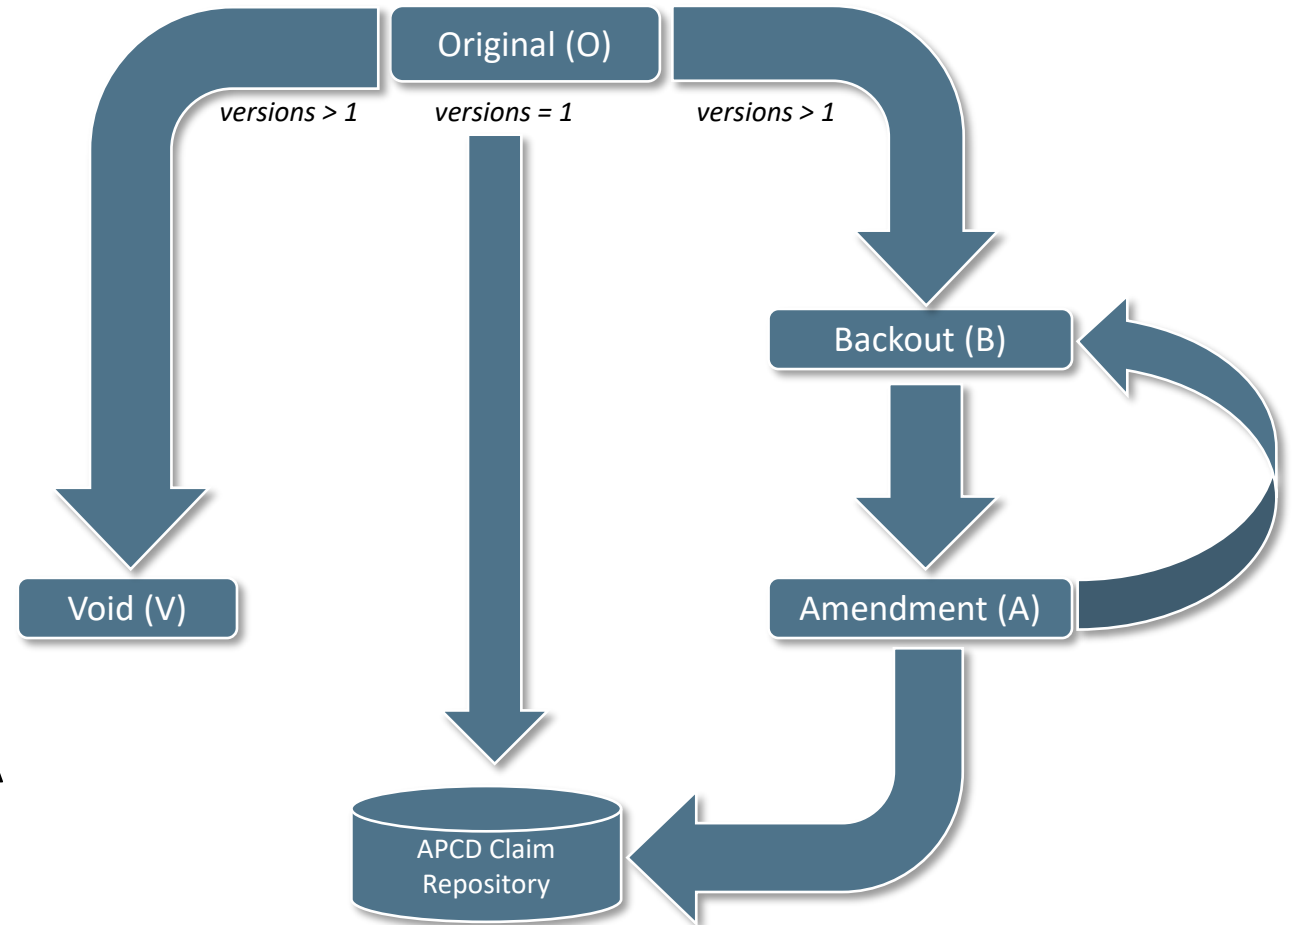 Original (O)
versions > 1
versions = 1
versions > 1
Backout (B)
Void (V)
Amendment (A)
APCD Claim
Repository